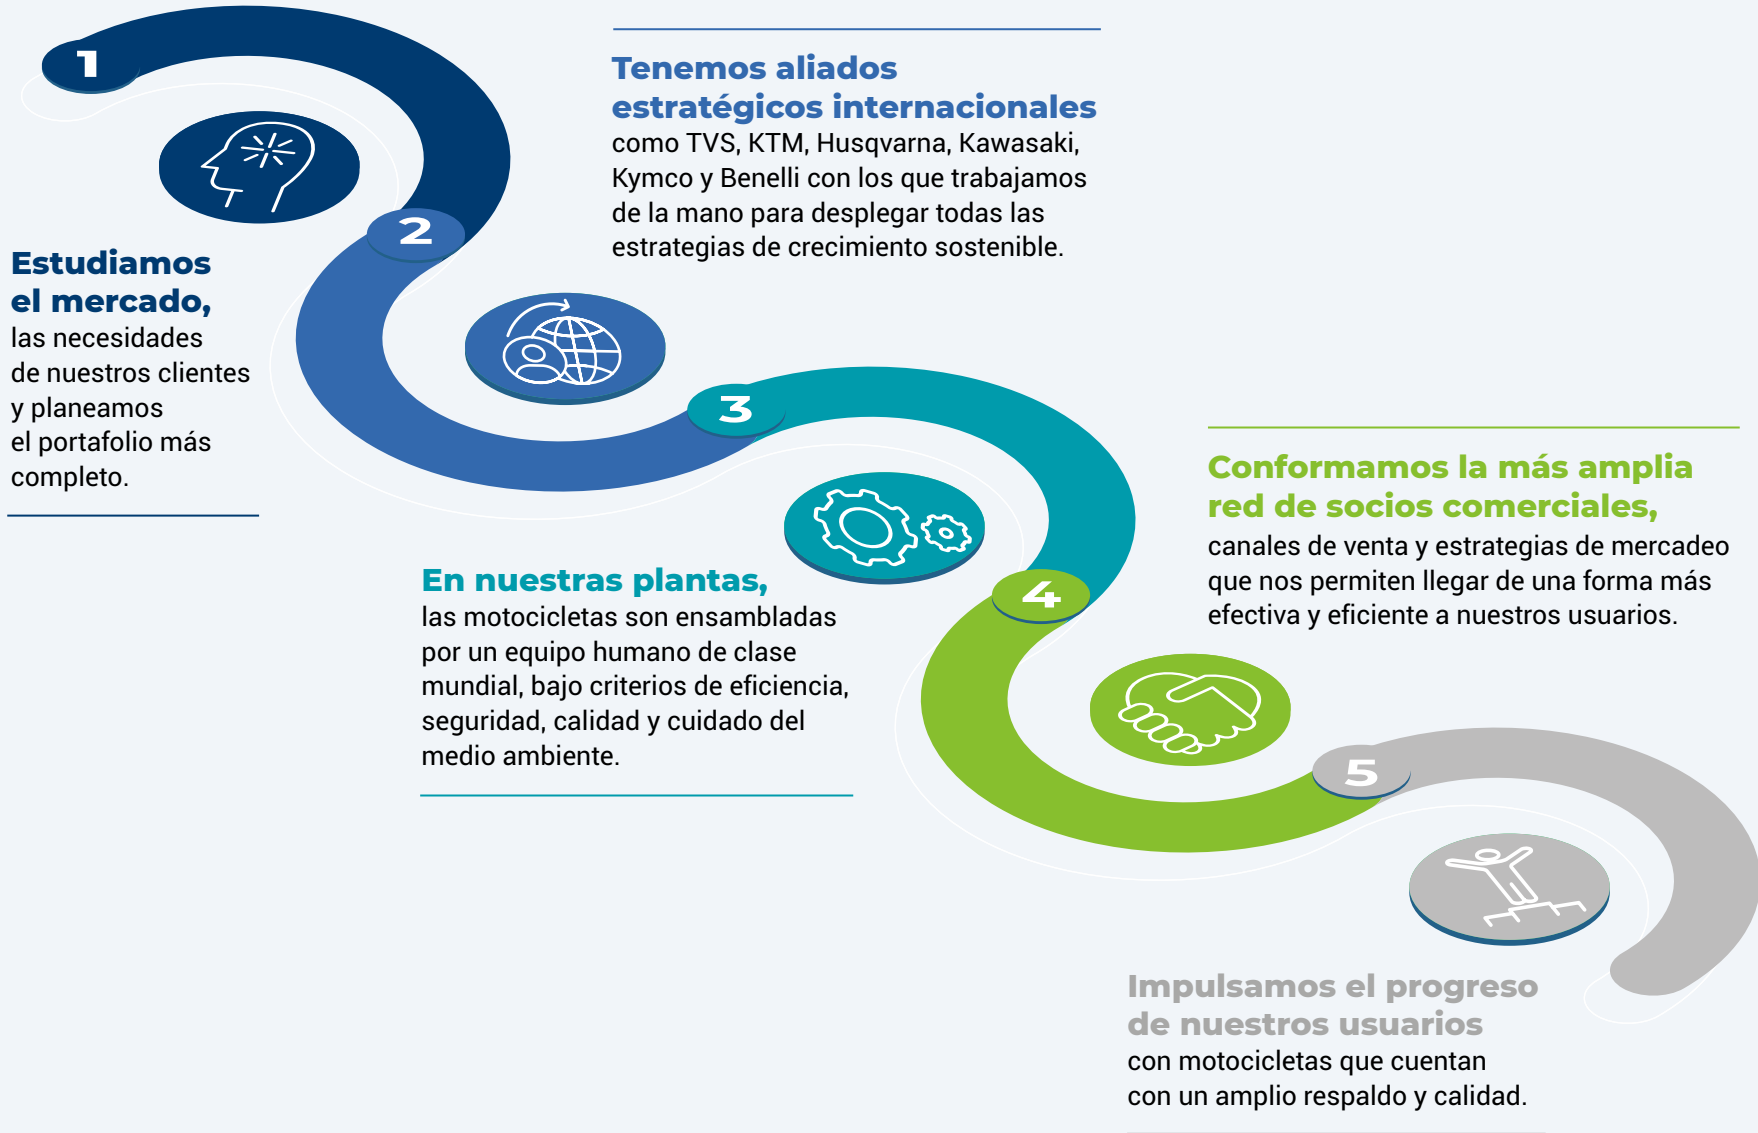 1
Estudiamos
el mercado,
las necesidades
de nuestros clientes
y planeamos
el portafolio más
completo.
2
Tenemos aliados
estratégicos internacionales
como TVS, KTM, Husqvarna, Kawasaki,
Kymco y Benelli con los que trabajamos
de la mano para desplegar todas las
estrategias de crecimiento sostenible.
3
En nuestras plantas,
las motocicletas son ensambladas
por un equipo humano de clase
mundial, bajo criterios de eficiencia,
seguridad, calidad y cuidado del
medio ambiente.
4
Conformamos la más amplia
red de socios comerciales,
canales de venta y estrategias de mercadeo
que nos permiten llegar de una forma más
efectiva y eficiente a nuestros usuarios.
5
Impulsamos el progreso
de nuestros usuarios
con motocicletas que cuentan
con un amplio respaldo y calidad.